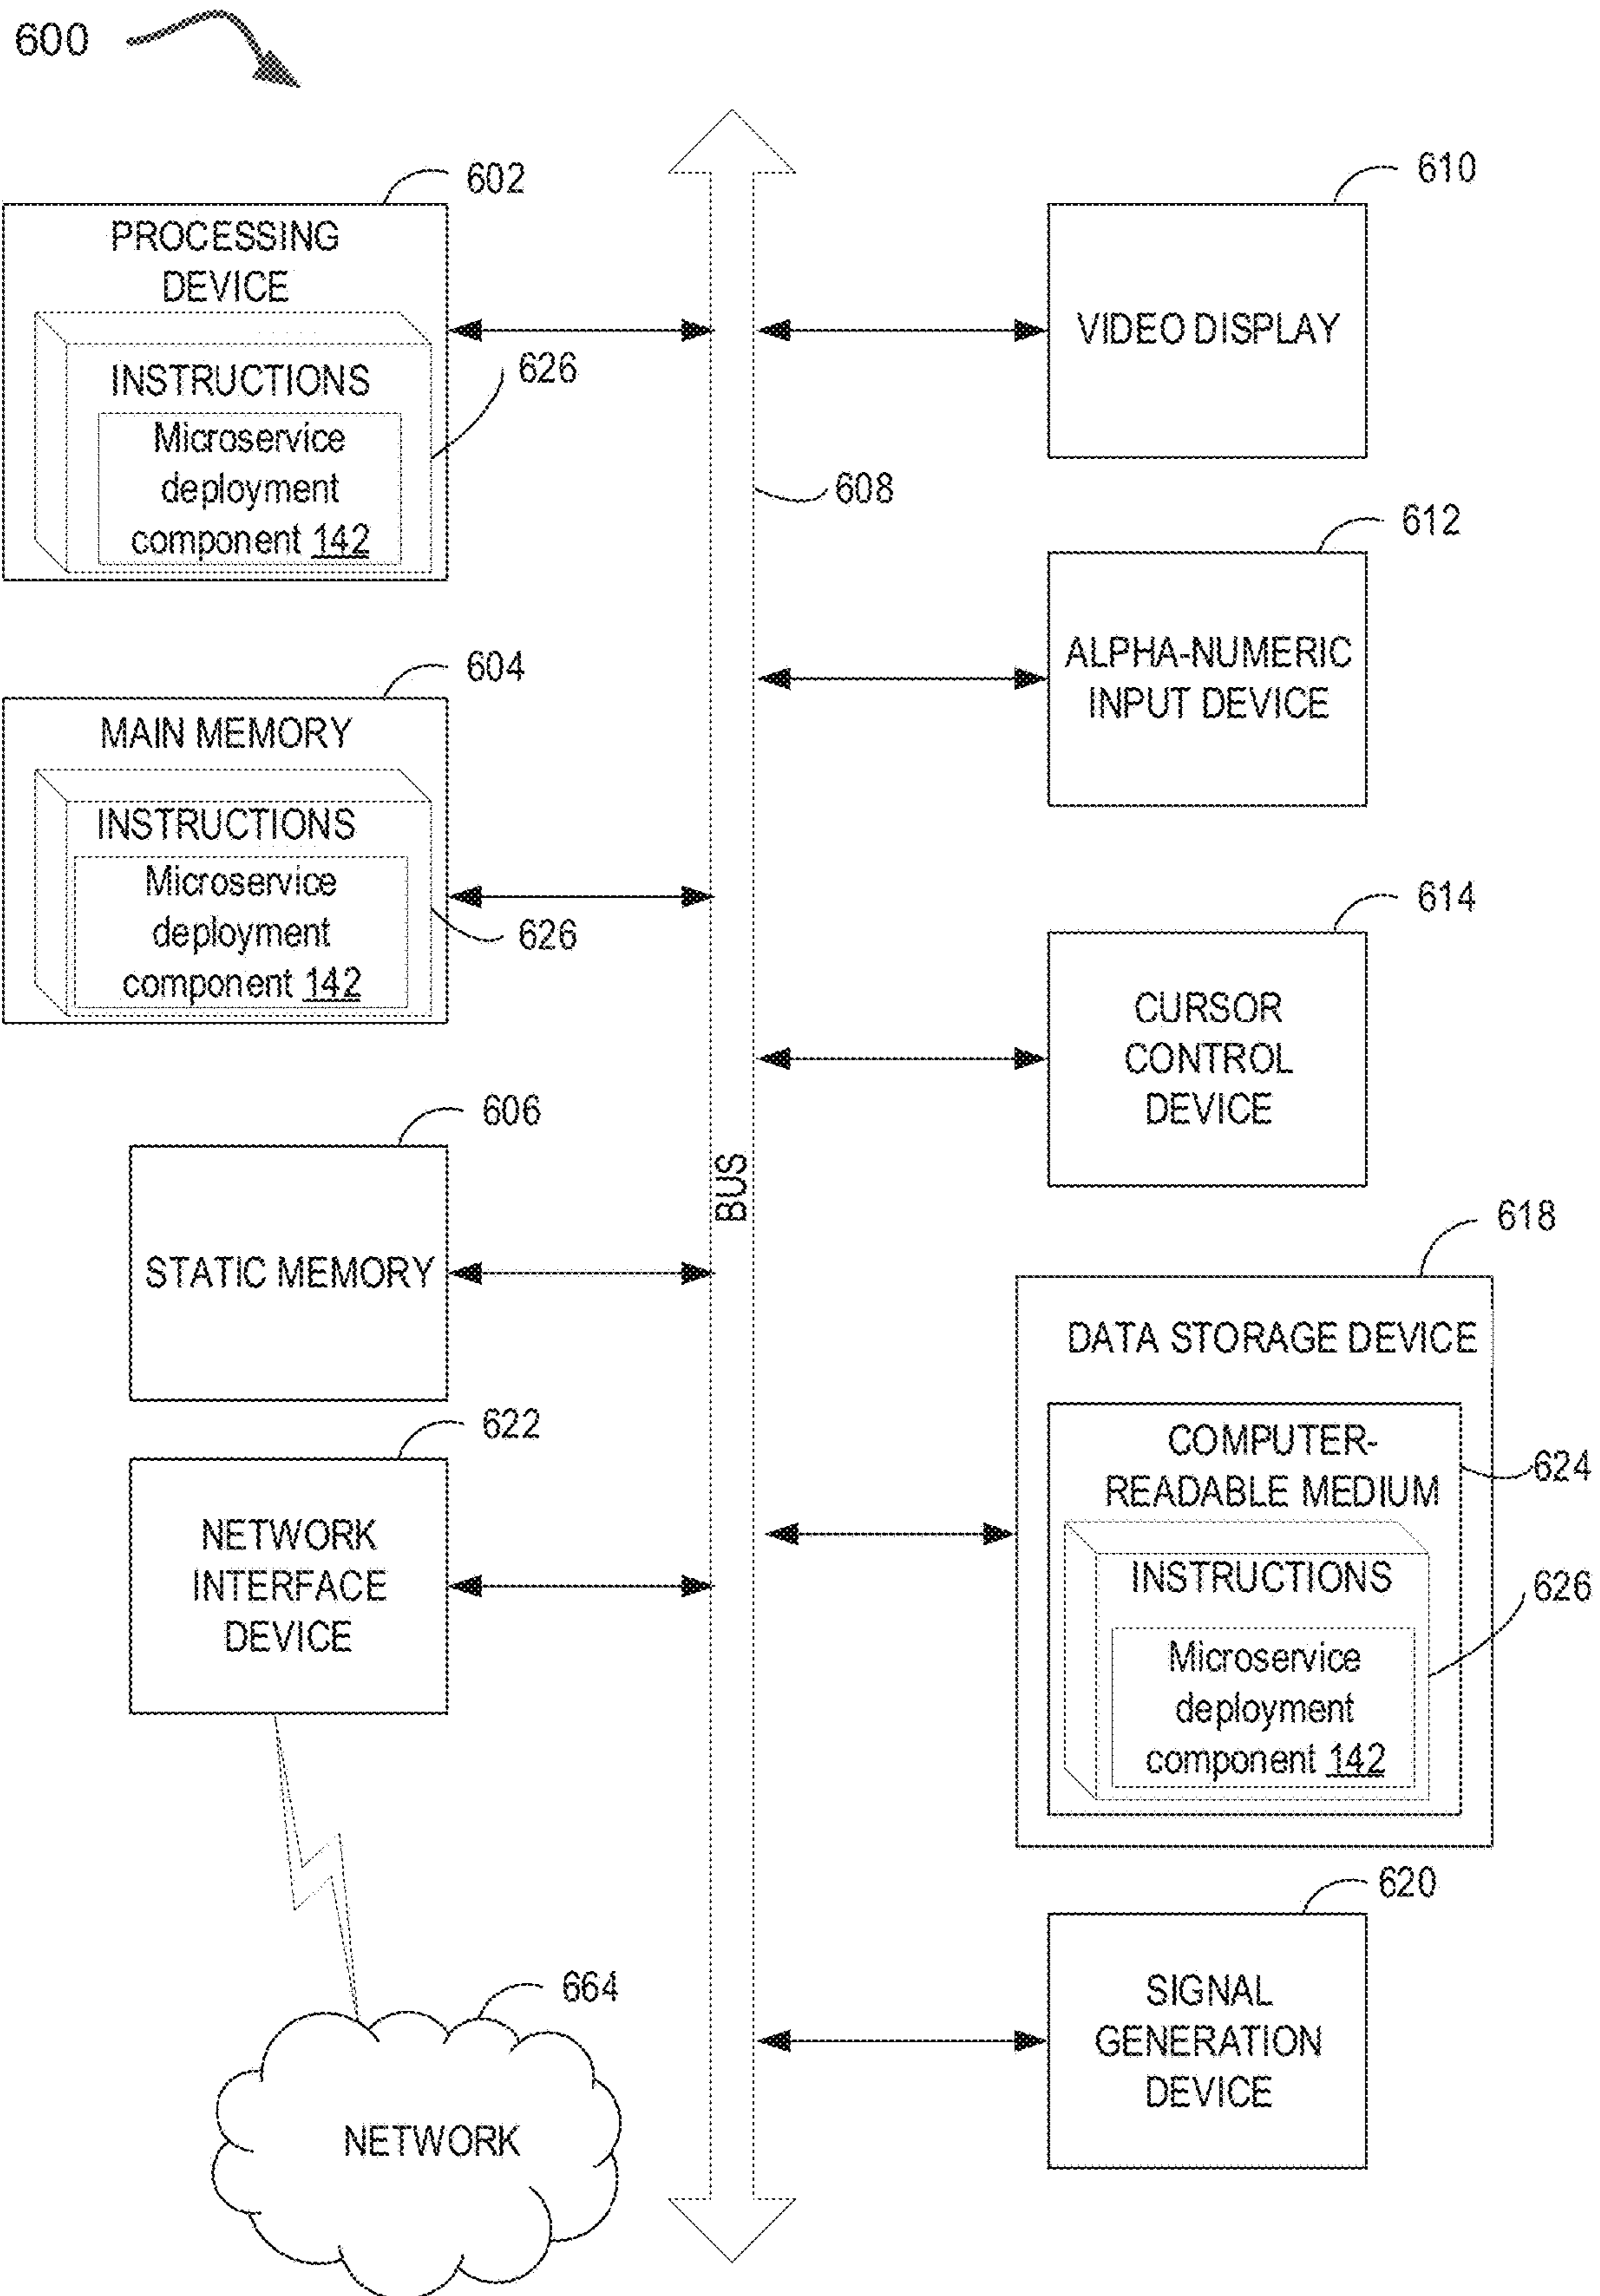 600
602
PROCESSING
DEVICE
INSTRUCTIONS
626
Microservice
deployment
component 142
604
MAIN MEMORY
INSTRUCTIONS
Microservice
deployment
component 142
626
606
STATIC MEMORY
622
NETWORK
INTERFACE
DEVICE
664
NETWORK
608
BUS
610
VIDEO DISPLAY
612
ALPHA-NUMERIC
INPUT DEVICE
614
CURSOR
CONTROL
DEVICE
618
DATA STORAGE DEVICE
COMPUTER-
READABLE MEDIUM
624
INSTRUCTIONS
626
Microservice
deployment
component 142
620
SIGNAL
GENERATION
DEVICE